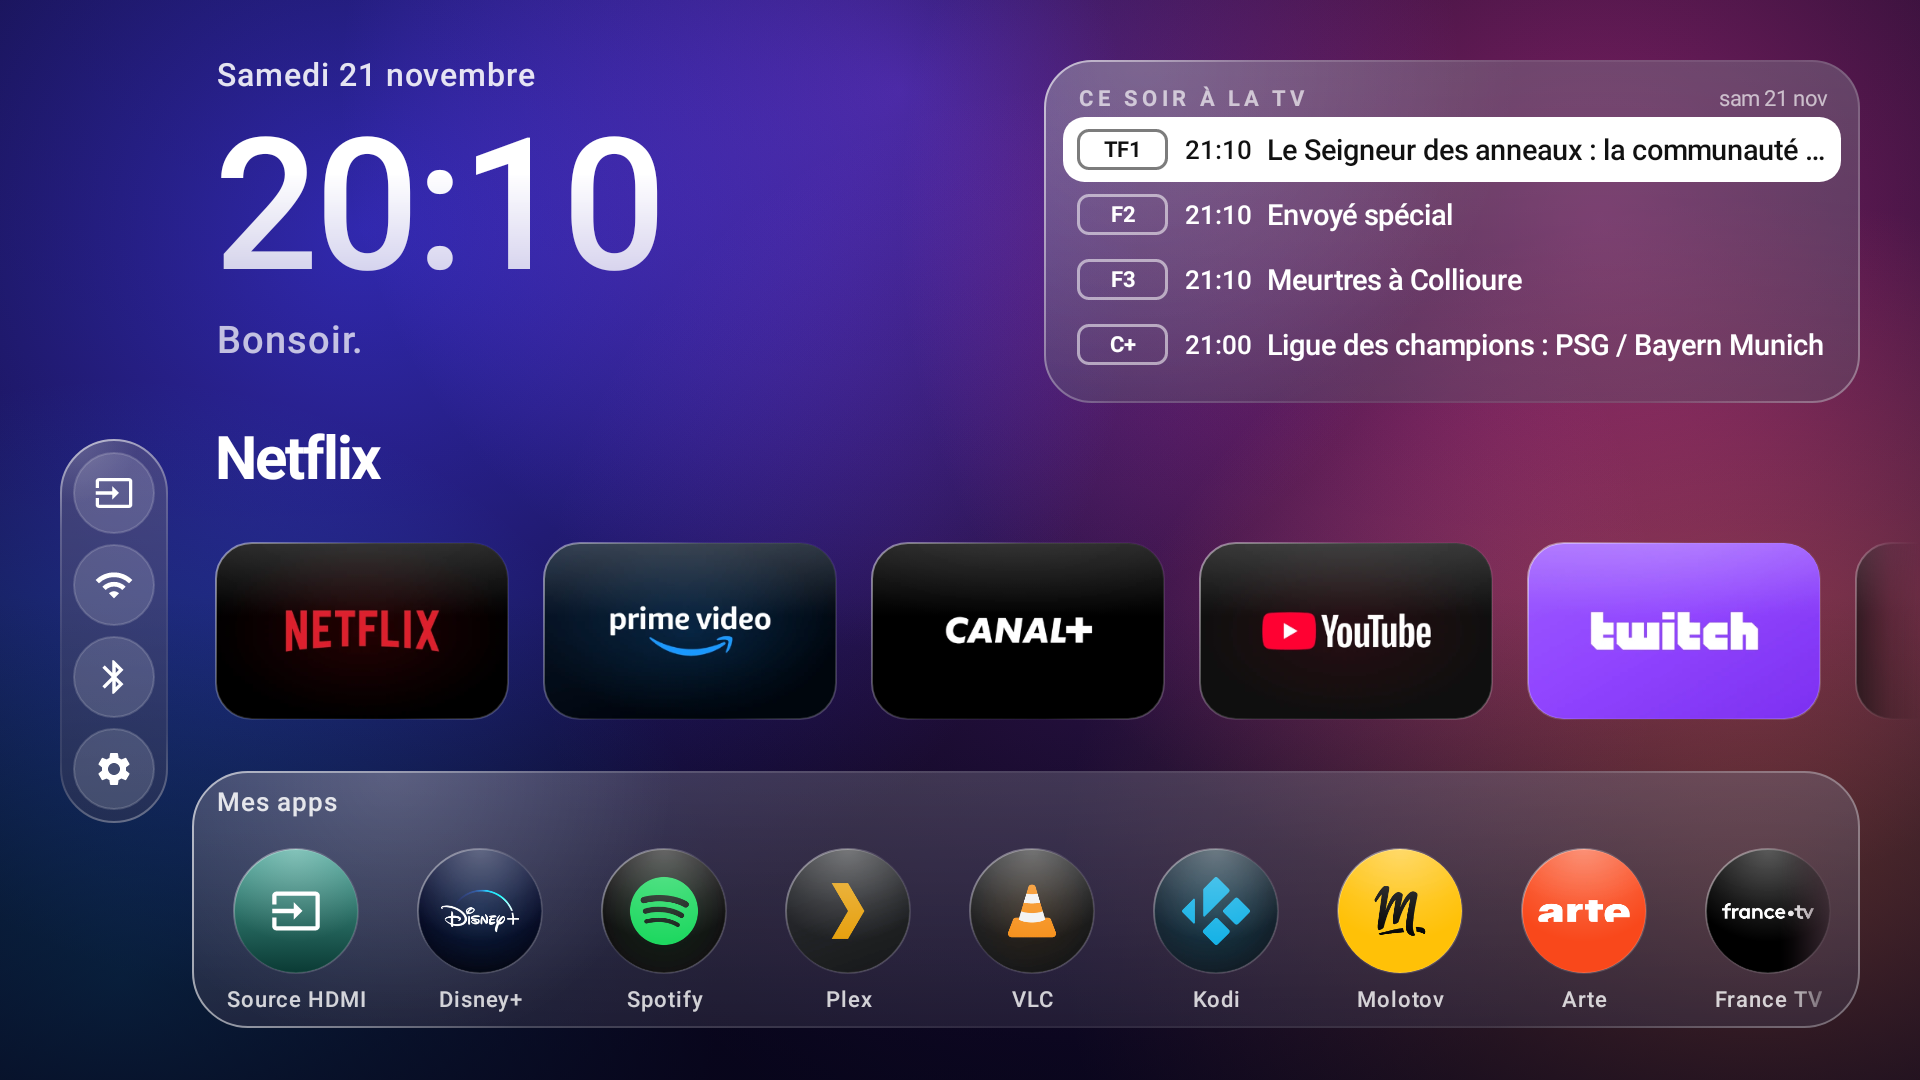 Samedi 21 novembre
20:10
Bonsoir.
CE SOIR À LA TV sam 21 nov
TF1 21:10 Le Seigneur des anneaux : la communauté ...
F2 21:10 Envoyé spécial
F3 21:10 Meurtres à Collioure
C+ 21:00 Ligue des champions : PSG / Bayern Munich
Netflix
NETFLIX
prime video
CANAL+
YouTube
twitch
Mes apps
Disney+
M.
arte
france•tv
Source HDMI
Disney+
Spotify
Plex
VLC
Kodi
Molotov
Arte
France TV